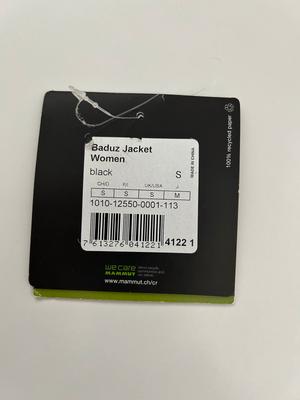 Baduz Jacket
Women
black S
CH/D F/I UK/USA J
S S S M
1010-12550-0001-113
7 613276 041221 4122 1
MADE IN CHINA
100% recycled paper
we care
MAMMUT
www.mammut.ch/cr